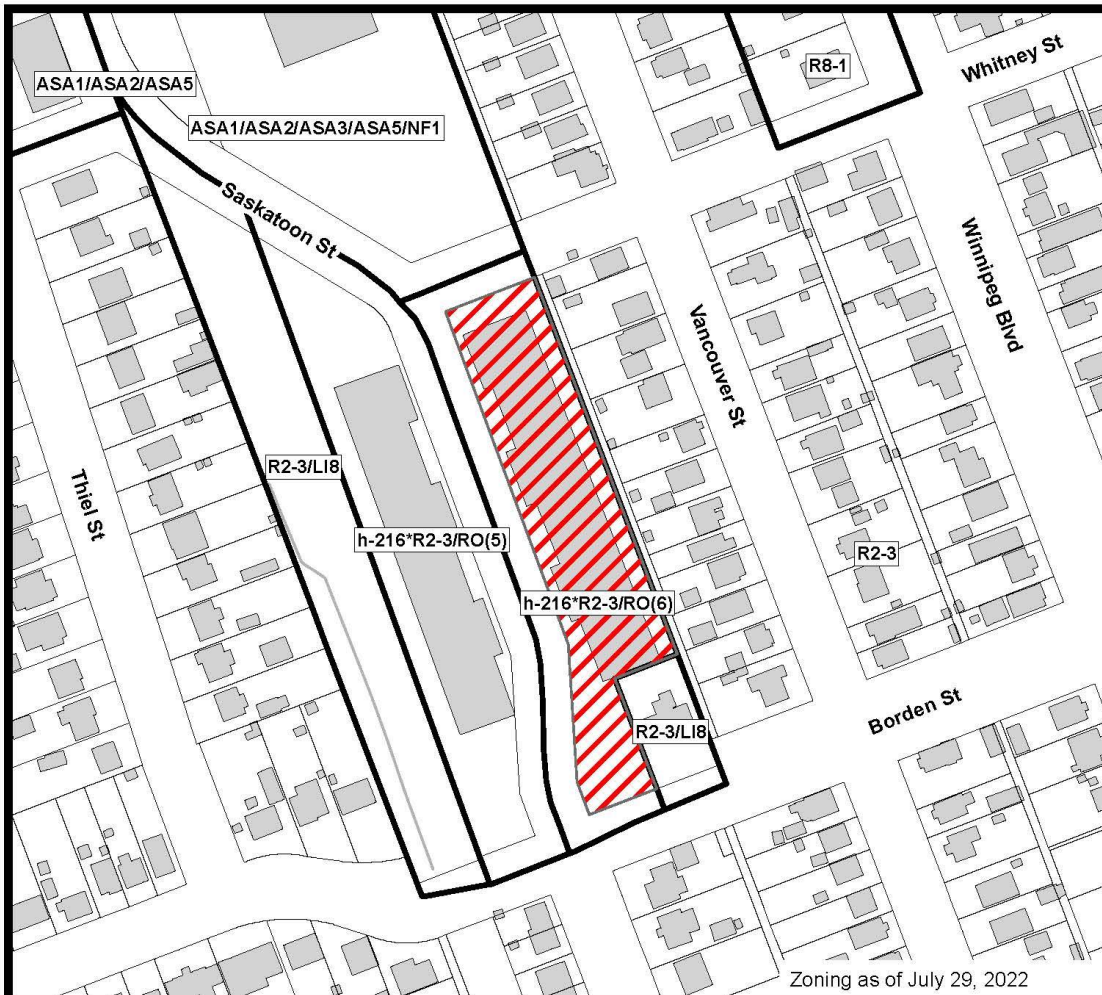 Whitney St
R8-1
ASA1/ASA2/ASA5
ASA1/ASA2/ASA3/ASA5/NF1
Saskatoon St
Winnipeg Blvd
Vancouver St
R2-3/LI8
Thiel St
h-216*R2-3/RO(5)
R2-3
h-216*R2-3/RO(6)
Borden St
R2-3/LI8
Zoning as of July 29, 2022